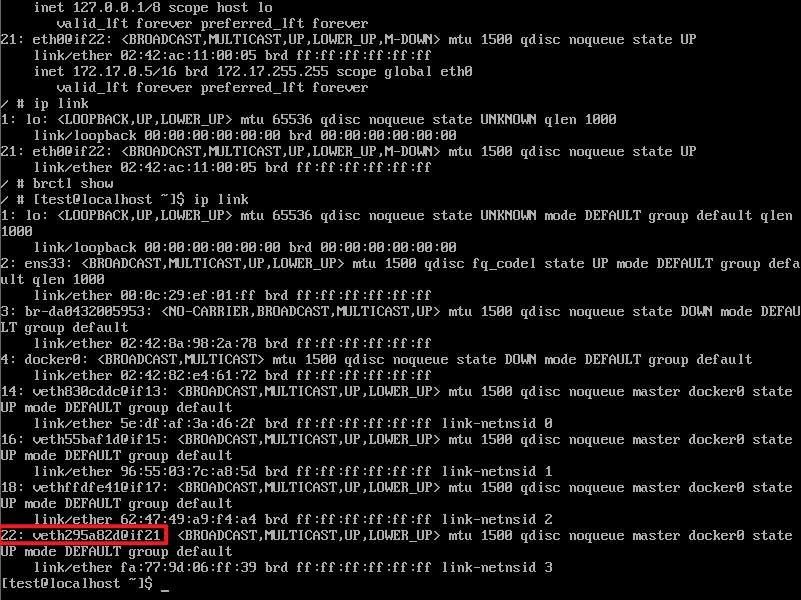 inet 127.0.0.1/8 scope host lo
valid_lft forever preferred_lft forever
21: eth0@if22: <BROADCAST,MULTICAST,UP,LOWER_UP,M-DOWN> mtu 1500 qdisc noqueue state UP
link/ether 02:42:ac:11:00:05 brd ff:ff:ff:ff:ff:ff
inet 172.17.0.5/16 brd 172.17.255.255 scope global eth0
valid_lft forever preferred_lft forever
/ # ip link
1: lo: <LOOPBACK,UP,LOWER_UP> mtu 65536 qdisc noqueue state UNKNOWN qlen 1000
link/loopback 00:00:00:00:00:00 brd 00:00:00:00:00:00
21: eth0@if22: <BROADCAST,MULTICAST,UP,LOWER_UP,M-DOWN> mtu 1500 qdisc noqueue state UP
link/ether 02:42:ac:11:00:05 brd ff:ff:ff:ff:ff:ff
/ # brctl show
/ # [test@localhost ~]$ ip link
1: lo: <LOOPBACK,UP,LOWER_UP> mtu 65536 qdisc noqueue state UNKNOWN mode DEFAULT group default qlen
1000
link/loopback 00:00:00:00:00:00 brd 00:00:00:00:00:00
2: ens33: <BROADCAST,MULTICAST,UP,LOWER_UP> mtu 1500 qdisc fq_codel state UP mode DEFAULT group defa
ult qlen 1000
link/ether 00:0c:29:ef:01:ff brd ff:ff:ff:ff:ff:ff
3: br-da0432005953: <NO-CARRIER,BROADCAST,MULTICAST,UP> mtu 1500 qdisc noqueue state DOWN mode DEFAU
LT group default
link/ether 02:42:8a:98:2a:78 brd ff:ff:ff:ff:ff:ff
4: docker0: <BROADCAST,MULTICAST> mtu 1500 qdisc noqueue state DOWN mode DEFAULT group default
link/ether 02:42:82:e4:61:72 brd ff:ff:ff:ff:ff:ff
14: veth830cddc@if13: <BROADCAST,MULTICAST,UP,LOWER_UP> mtu 1500 qdisc noqueue master docker0 state
UP mode DEFAULT group default
link/ether 5e:df:af:3a:d6:2f brd ff:ff:ff:ff:ff:ff link-netnsid 0
16: veth55baf1d@if15: <BROADCAST,MULTICAST,UP,LOWER_UP> mtu 1500 qdisc noqueue master docker0 state
UP mode DEFAULT group default
link/ether 96:55:03:7c:a8:5d brd ff:ff:ff:ff:ff:ff link-netnsid 1
18: vethffdfe41@if17: <BROADCAST,MULTICAST,UP,LOWER_UP> mtu 1500 qdisc noqueue master docker0 state
UP mode DEFAULT group default
link/ether 62:47:49:a9:f4:a4 brd ff:ff:ff:ff:ff:ff link-netnsid 2
22: veth295a82d@if21: <BROADCAST,MULTICAST,UP,LOWER_UP> mtu 1500 qdisc noqueue master docker0 state
UP mode DEFAULT group default
link/ether fa:77:9d:06:ff:39 brd ff:ff:ff:ff:ff:ff link-netnsid 3
[test@localhost ~]$ _